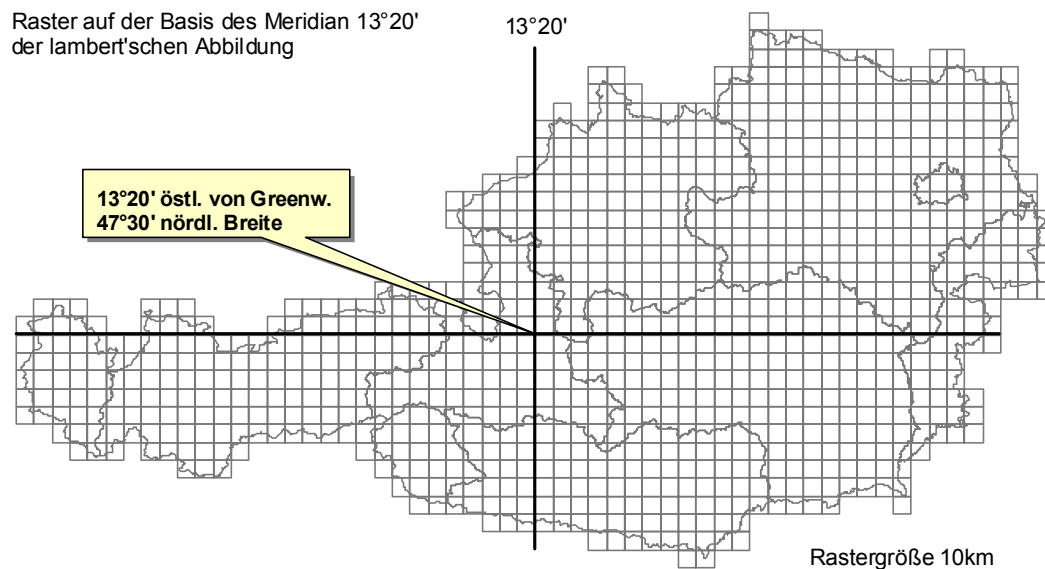 Raster auf der Basis des Meridian 13°20'
der lambert'schen Abbildung
13°20'
13°20' östl. von Greenw.
47°30' nördl. Breite
Rastergröße 10km